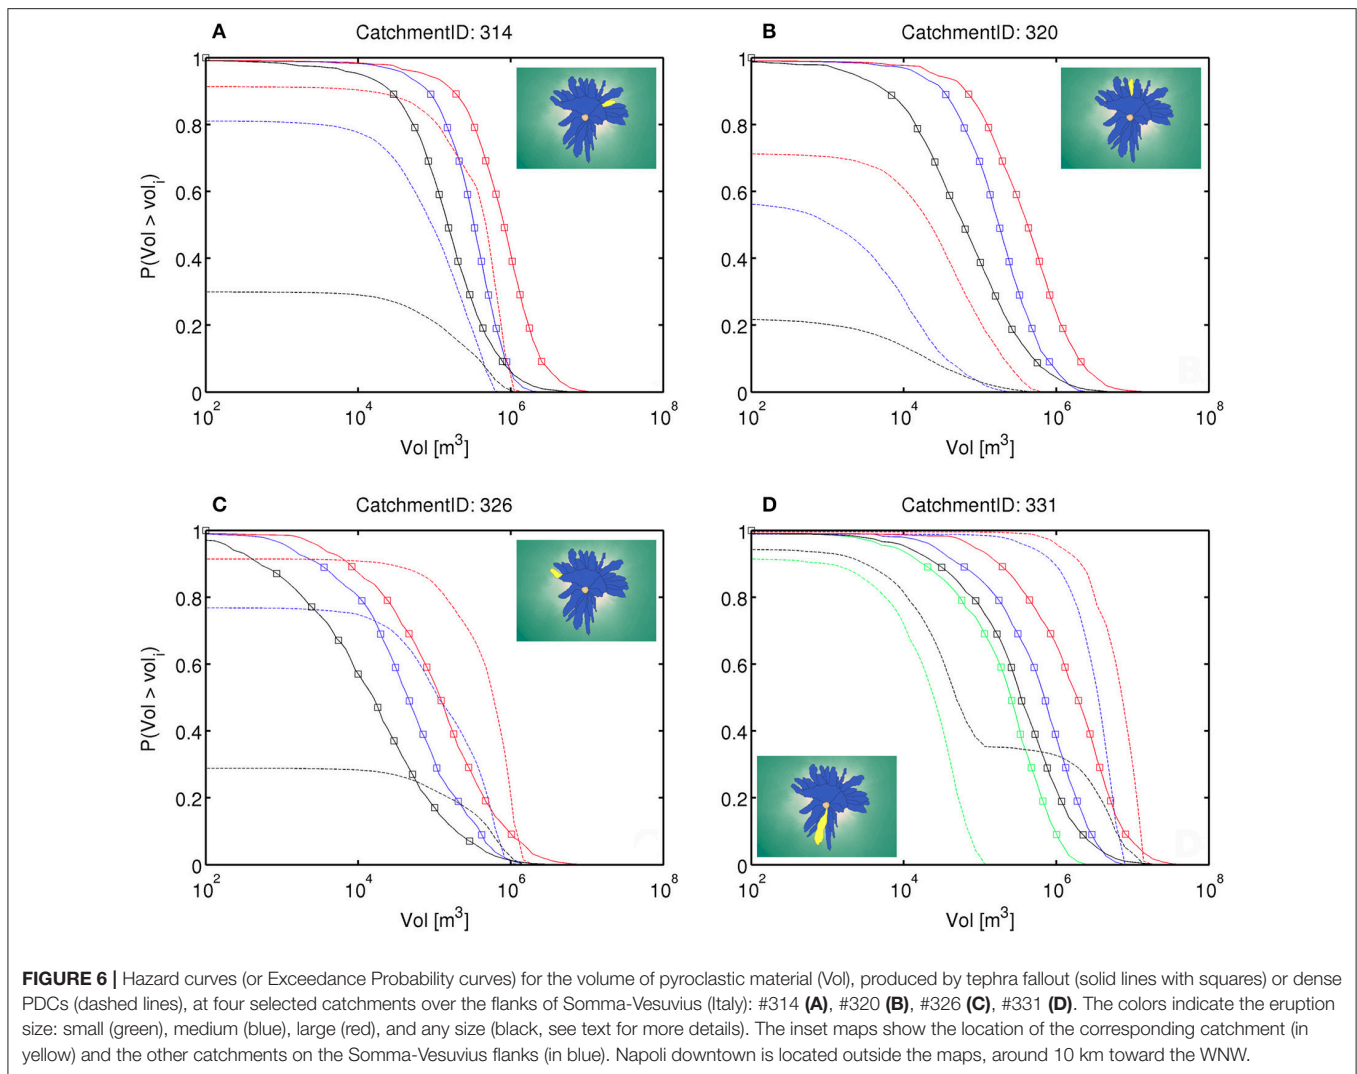 A
CatchmentID: 314
1
0.8
0.6
0.4
0.2
0
P(Vol > vol_i)
10^2
10^4
10^6
10^8
Vol [m^3]
B
CatchmentID: 320
1
0.8
0.6
0.4
0.2
0
10^2
10^4
10^6
10^8
Vol [m^3]
B
C
CatchmentID: 326
1
0.8
0.6
0.4
0.2
0
P(Vol > vol_i)
10^2
10^4
10^6
10^8
Vol [m^3]
D
CatchmentID: 331
1
0.8
0.6
0.4
0.2
0
10^2
10^4
10^6
10^8
Vol [m^3]
D
FIGURE 6 | Hazard curves (or Exceedance Probability curves) for the volume of pyroclastic material (Vol), produced by tephra fallout (solid lines with squares) or dense
PDCs (dashed lines), at four selected catchments over the flanks of Somma-Vesuvius (Italy): #314 (A), #320 (B), #326 (C), #331 (D). The colors indicate the eruption
size: small (green), medium (blue), large (red), and any size (black, see text for more details). The inset maps show the location of the corresponding catchment (in
yellow) and the other catchments on the Somma-Vesuvius flanks (in blue). Napoli downtown is located outside the maps, around 10 km toward the WNW.